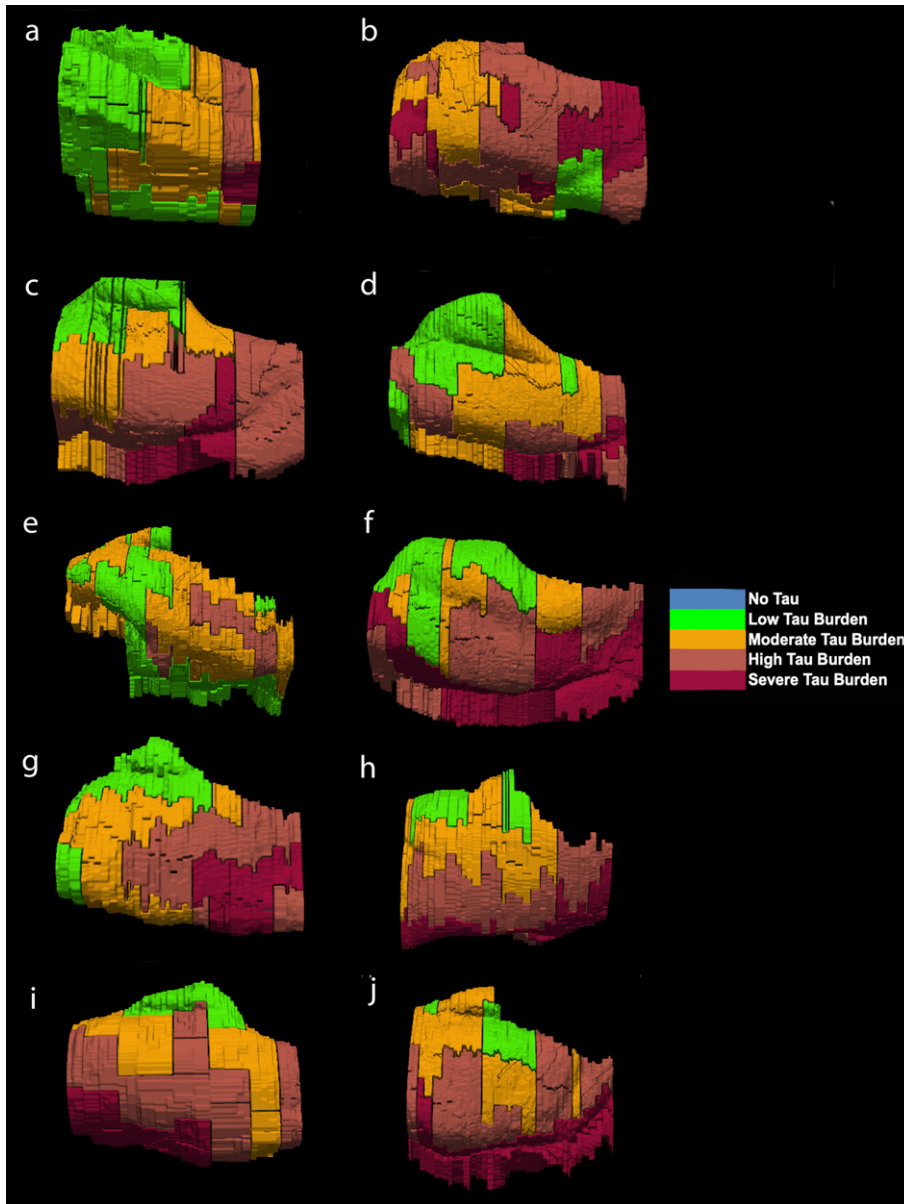 a
b
c
d
e
f
No Tau
Low Tau Burden
Moderate Tau Burden
High Tau Burden
Severe Tau Burden
g
h
i
j